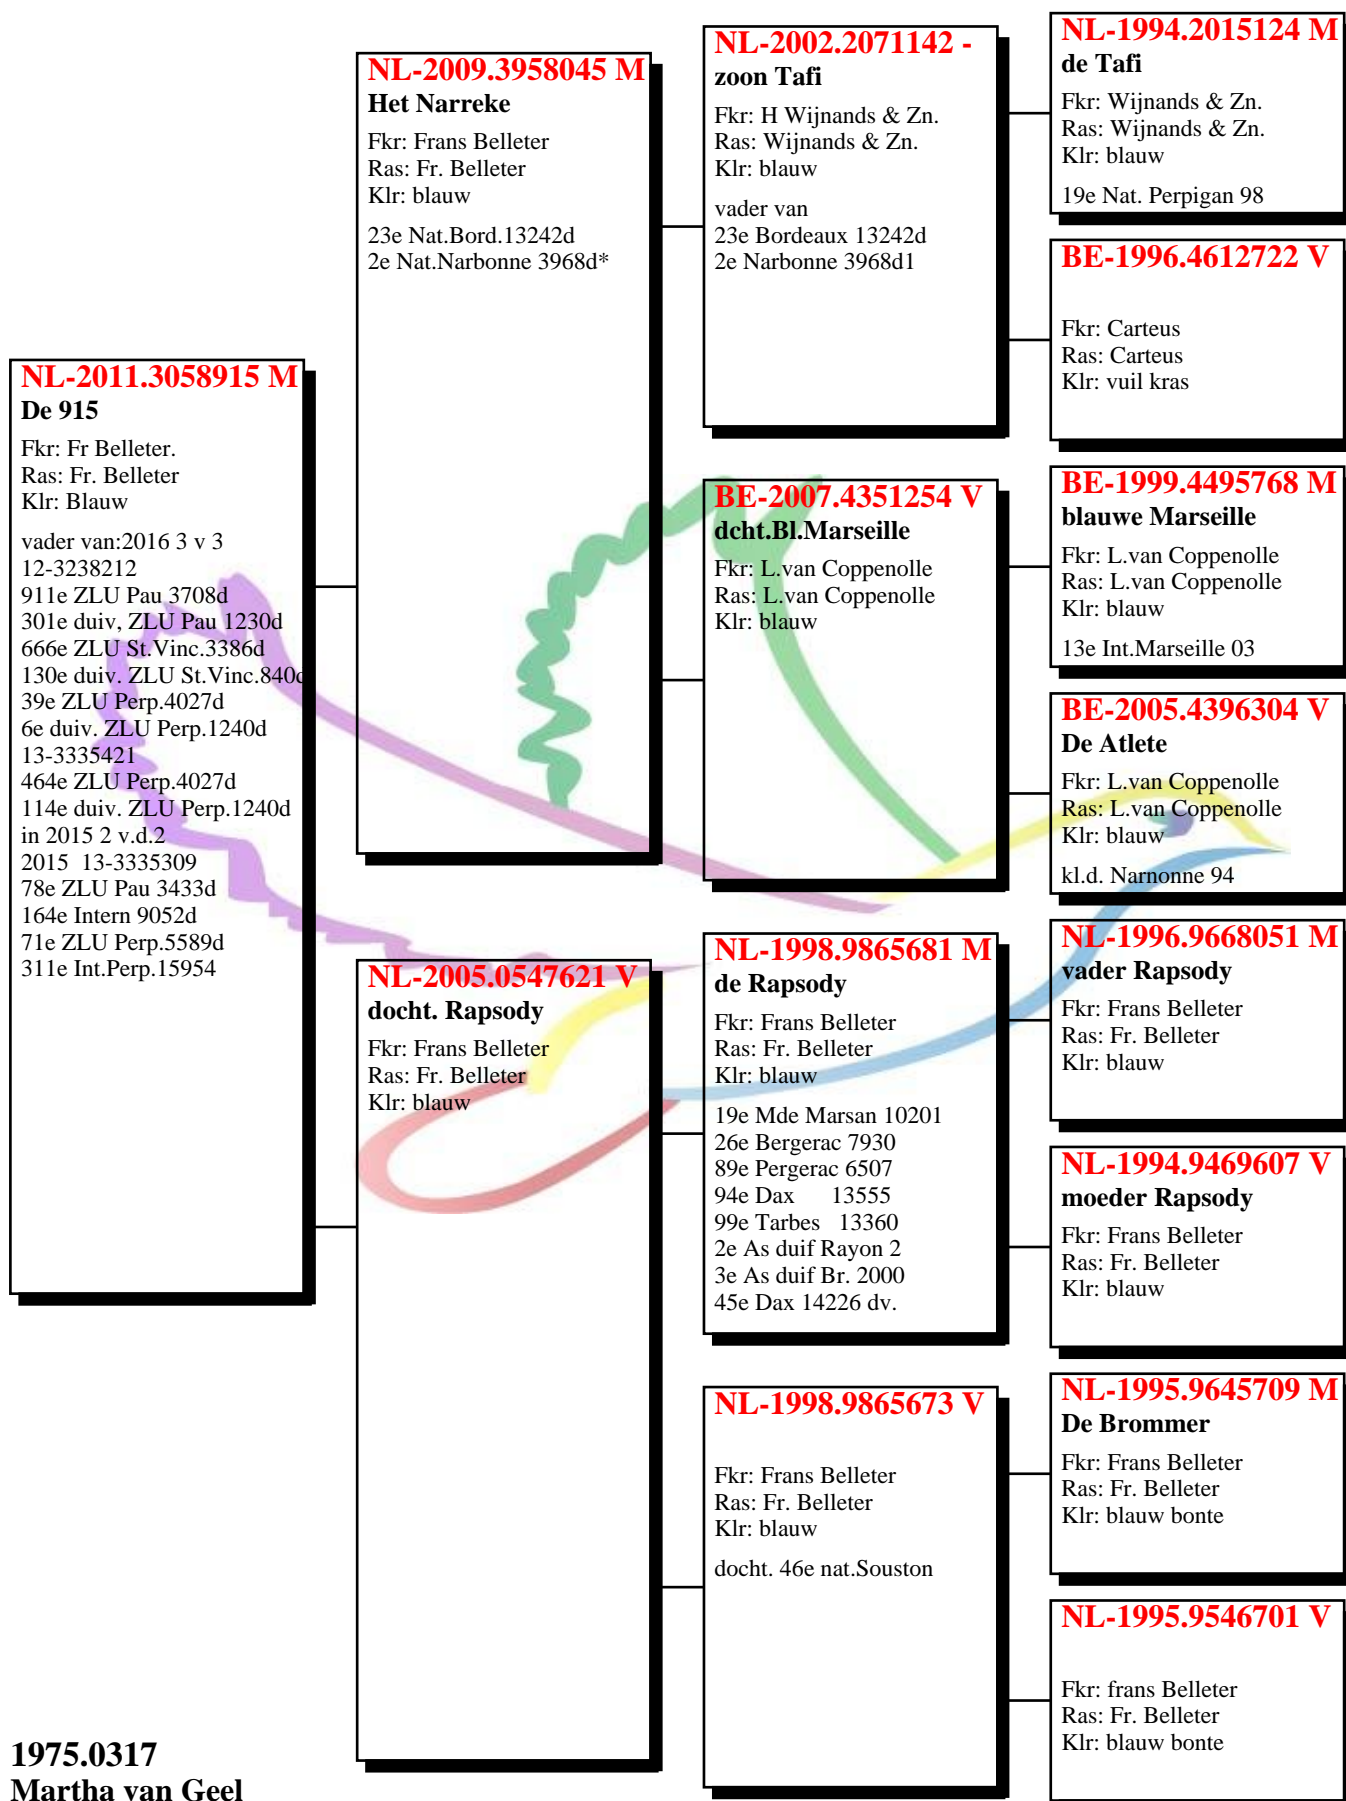 NL-2011.3058915 M
De 915
Fkr: Fr Belleter.
Ras: Fr. Belleter
Klr: Blauw
vader van:2016 3 v 3
12-3238212
911e ZLU Pau 3708d
301e duiv, ZLU Pau 1230d
666e ZLU St.Vinc.3386d
130e duiv. ZLU St.Vinc.840d
39e ZLU Perp.4027d
6e duiv. ZLU Perp.1240d
13-3335421
464e ZLU Perp.4027d
114e duiv. ZLU Perp.1240d
in 2015 2 v.d.2
2015  13-3335309
78e ZLU Pau 3433d
164e Intern 9052d
71e ZLU Perp.5589d
311e Int.Perp.15954
NL-2009.3958045 M
Het Narreke
Fkr: Frans Belleter
Ras: Fr. Belleter
Klr: blauw
23e Nat.Bord.13242d
2e Nat.Narbonne 3968d*
NL-2005.0547621 V
docht. Rapsody
Fkr: Frans Belleter
Ras: Fr. Belleter
Klr: blauw
NL-2002.2071142 -
zoon Tafi
Fkr: H Wijnands & Zn.
Ras: Wijnands & Zn.
Klr: blauw
vader van
23e Bordeaux 13242d
2e Narbonne 3968d1
BE-2007.4351254 V
dcht.Bl.Marseille
Fkr: L.van Coppenolle
Ras: L.van Coppenolle
Klr: blauw
NL-1998.9865681 M
de Rapsody
Fkr: Frans Belleter
Ras: Fr. Belleter
Klr: blauw
19e Mde Marsan 10201
26e Bergerac 7930
89e Pergerac 6507
94e Dax      13555
99e Tarbes   13360
2e As duif Rayon 2
3e As duif Br. 2000
45e Dax 14226 dv.
NL-1998.9865673 V
Fkr: Frans Belleter
Ras: Fr. Belleter
Klr: blauw
docht. 46e nat.Souston
NL-1994.2015124 M
de Tafi
Fkr: Wijnands & Zn.
Ras: Wijnands & Zn.
Klr: blauw
19e Nat. Perpigan 98
BE-1996.4612722 V
Fkr: Carteus
Ras: Carteus
Klr: vuil kras
BE-1999.4495768 M
blauwe Marseille
Fkr: L.van Coppenolle
Ras: L.van Coppenolle
Klr: blauw
13e Int.Marseille 03
BE-2005.4396304 V
De Atlete
Fkr: L.van Coppenolle
Ras: L.van Coppenolle
Klr: blauw
kl.d. Narnonne 94
NL-1996.9668051 M
vader Rapsody
Fkr: Frans Belleter
Ras: Fr. Belleter
Klr: blauw
NL-1994.9469607 V
moeder Rapsody
Fkr: Frans Belleter
Ras: Fr. Belleter
Klr: blauw
NL-1995.9645709 M
De Brommer
Fkr: Frans Belleter
Ras: Fr. Belleter
Klr: blauw bonte
NL-1995.9546701 V
Fkr: frans Belleter
Ras: Fr. Belleter
Klr: blauw bonte
1975.0317
Martha van Geel